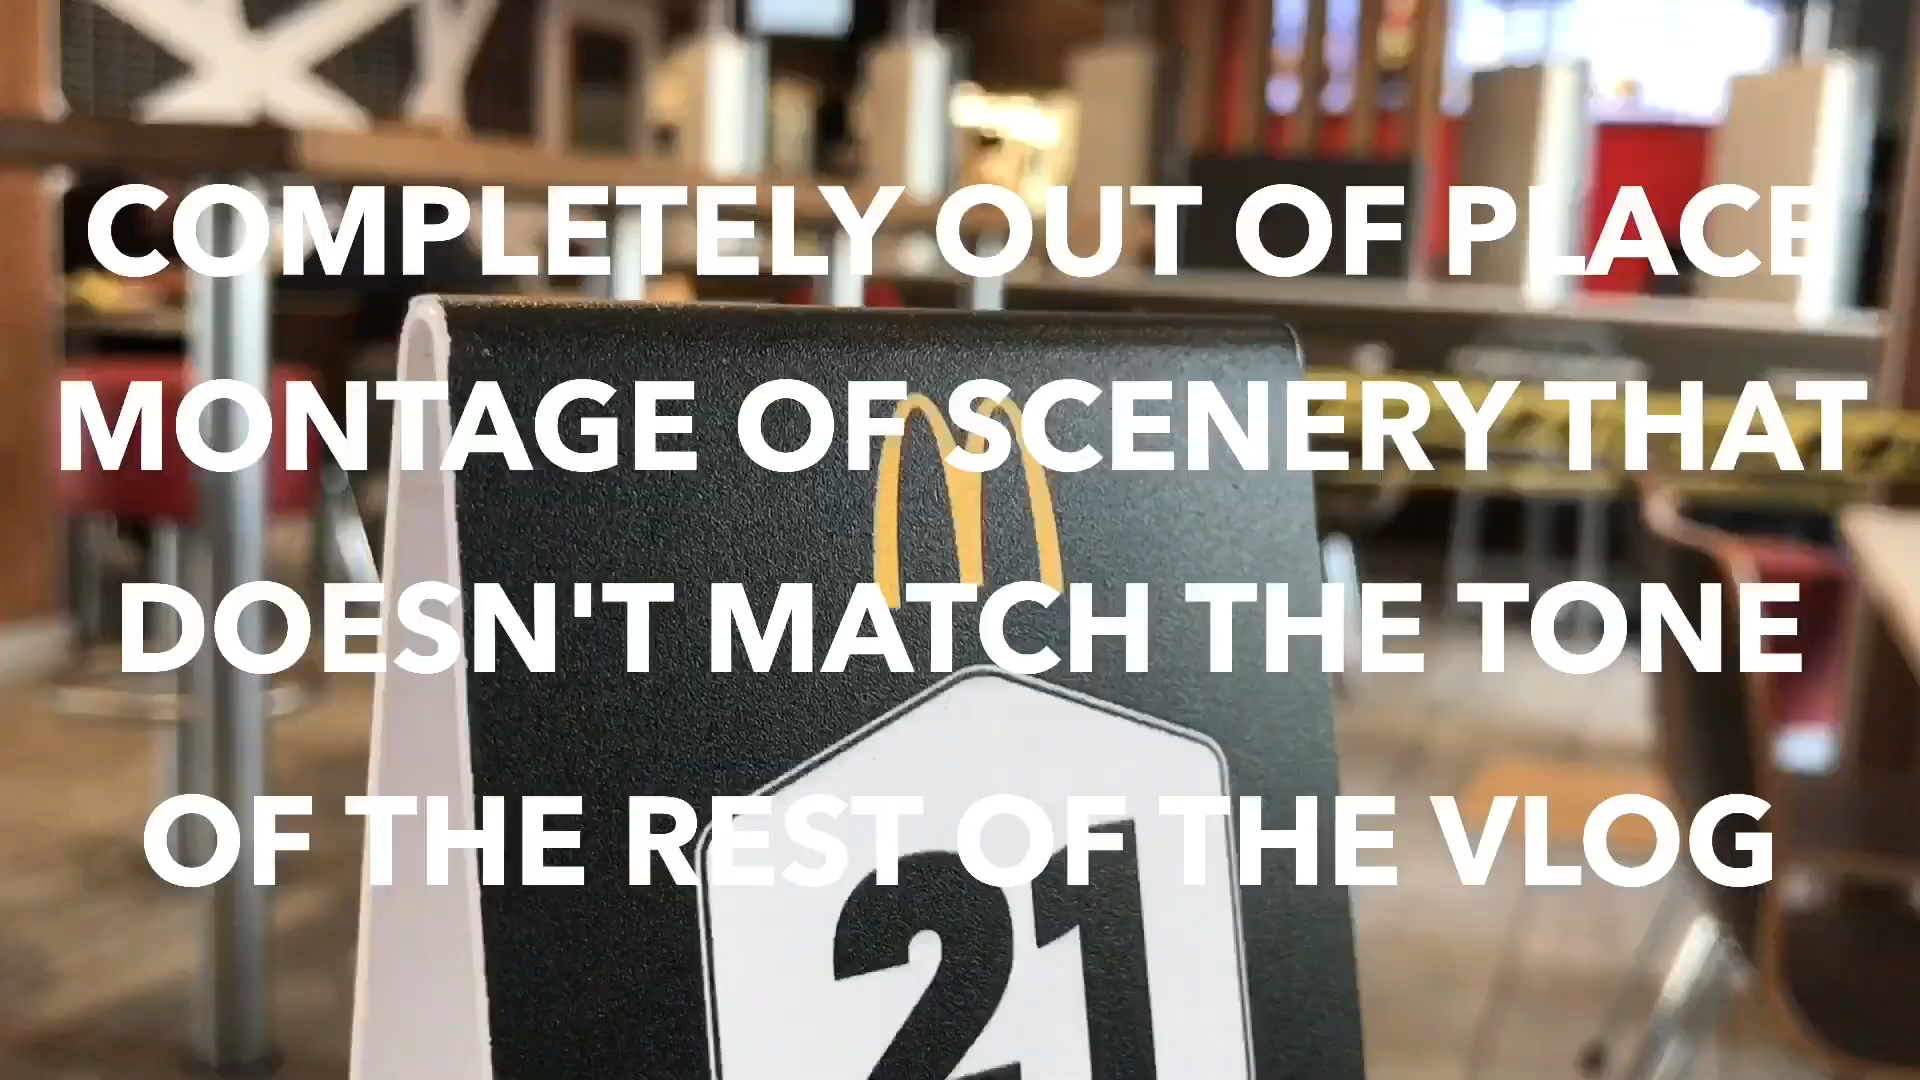 COMPLETELY OUT OF PLACE
MONTAGE OF SCENERY THAT
DOESN'T MATCH THE TONE
OF THE REST OF THE VLOG
21